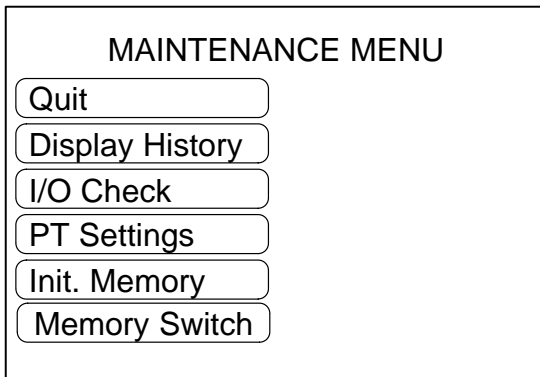 MAINTENANCE MENU
Quit
Display History
I/O Check
PT Settings
Init. Memory
Memory Switch